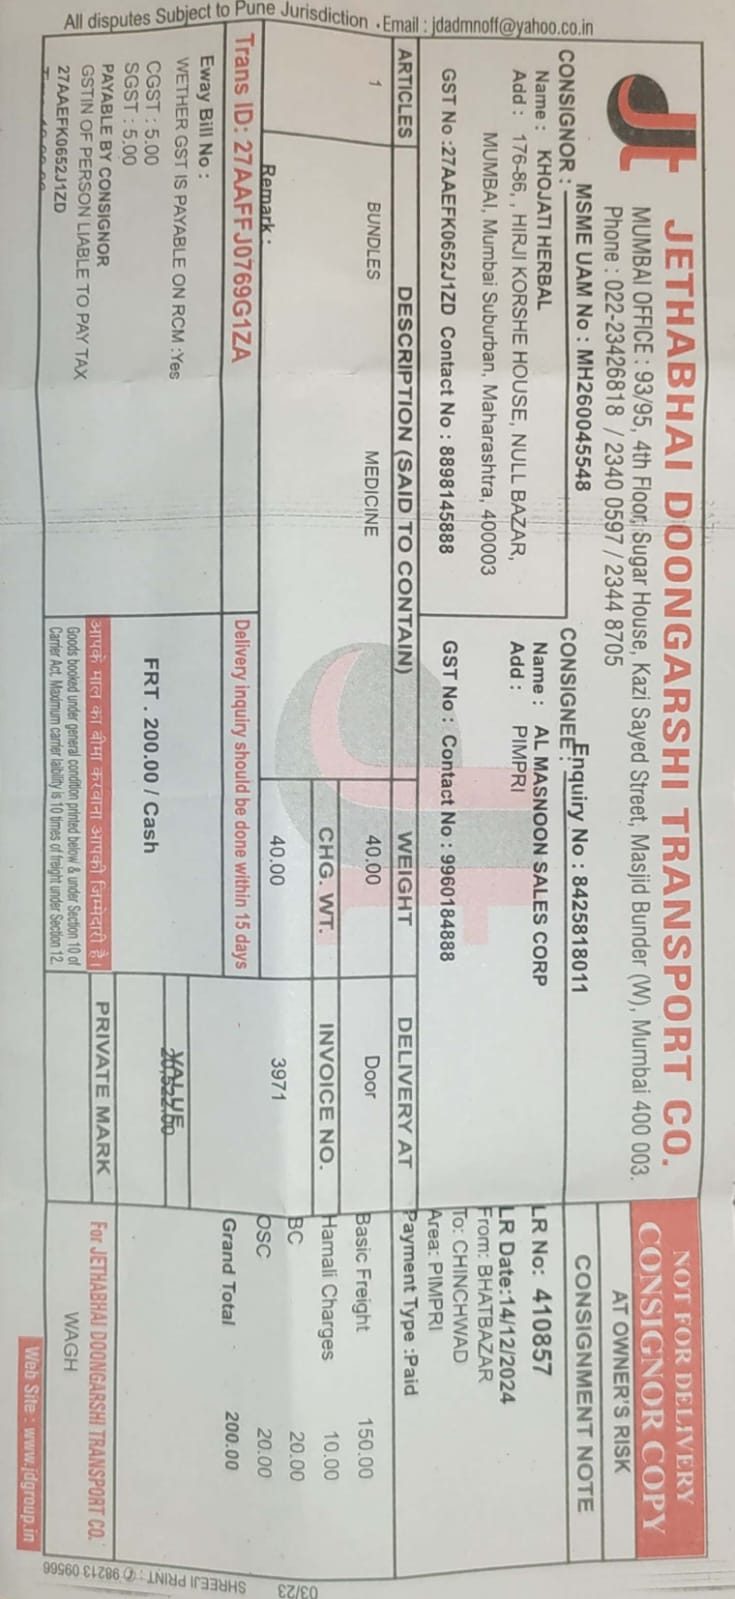 All disputes Subject to Pune Jurisdiction . Email : jdadmnoff@yahoo.co.in
JETHABHAI DOONGARSHI TRANSPORT CO.
MUMBAI OFFICE : 93/95, 4th Floor, Sugar House, Kazi Sayed Street, Masjid Bunder (W), Mumbai 400 003.
Phone : 022-23426818 / 2340 0597 / 2344 8705
MSME UAM No : MH260045548
Enquiry No : 8425818011
NOT FOR DELIVERY
CONSIGNOR COPY
AT OWNER'S RISK
CONSIGNMENT NOTE
CONSIGNOR :
Name : KHOJATI HERBAL
Add : 176-86, , HIRJI KORSHE HOUSE, NULL BAZAR,
MUMBAI, Mumbai Suburban, Maharashtra, 400003
GST No :27AAEFK0652J1ZD Contact No : 8898145888
CONSIGNEE :
Name : AL MASNOON SALES CORP
Add : PIMPRI
GST No : Contact No : 9960184888
LR No: 410857
LR Date:14/12/2024
From: BHATBAZAR
To: CHINCHWAD
Area: PIMPRI
ARTICLES DESCRIPTION (SAID TO CONTAIN) WEIGHT DELIVERY AT Payment Type :Paid
1 BUNDLES MEDICINE 40.00 Door Basic Freight 150.00
CHG. WT. INVOICE NO. Hamali Charges 10.00
BC 20.00
Remark : 40.00 3971 OSC 20.00
Trans ID: 27AAFFJ0769G1ZA Delivery inquiry should be done within 15 days Grand Total 200.00
Eway Bill No :
WETHER GST IS PAYABLE ON RCM :Yes
CGST : 5.00
SGST : 5.00
PAYABLE BY CONSIGNOR
GSTIN OF PERSON LIABLE TO PAY TAX
27AAEFK0652J1ZD
FRT . 200.00 / Cash
VALUE
20,522.00
आपके माल का बीमा करवाना आपकी जिम्मेदारी है।
Goods booked under general condition printed below & under Section 10 of
Carrier Act. Maximum carrier laibility is 10 times of freight under Section 12.
PRIVATE MARK
For JETHABHAI DOONGARSHI TRANSPORT CO.
WAGH
Web Site : www.jdgroup.in
SHREEJI PRINT : 98213 09566
03/23